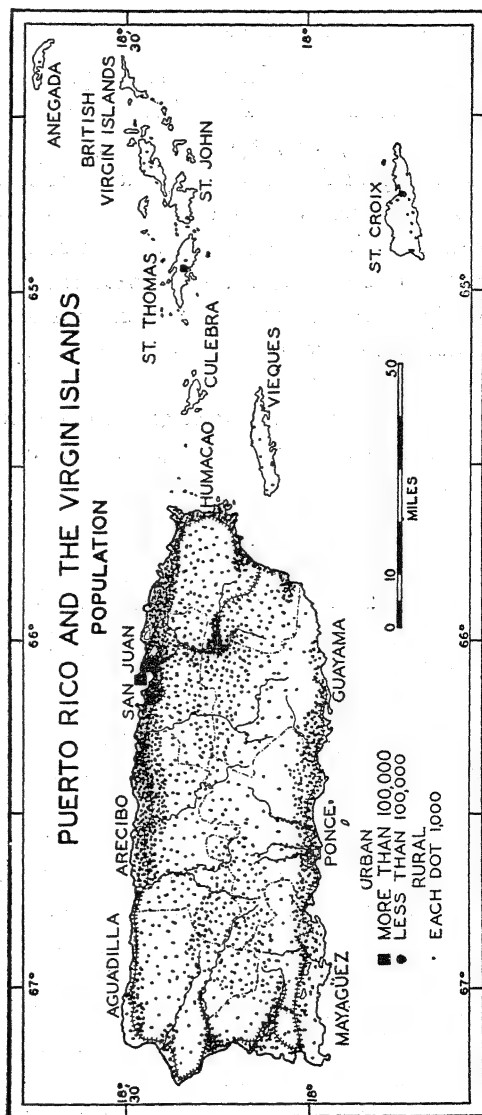 PUERTO RICO AND THE VIRGIN ISLANDS
POPULATION
67°
66°
65°
18°
30'
18°
30'
AGUADILLA
ARECIBO
SAN JUAN
HUMACAO
CULEBRA
ST. THOMAS
ST. JOHN
BRITISH
VIRGIN ISLANDS
ANEGADA
VIEQUES
ST. CROIX
MAYAGUEZ
PONCE
GUAYAMA
URBAN
MORE THAN 100,000
LESS THAN 100,000
RURAL
EACH DOT 1,000
0 10 50
MILES
18°
18°
67°
66°
65°